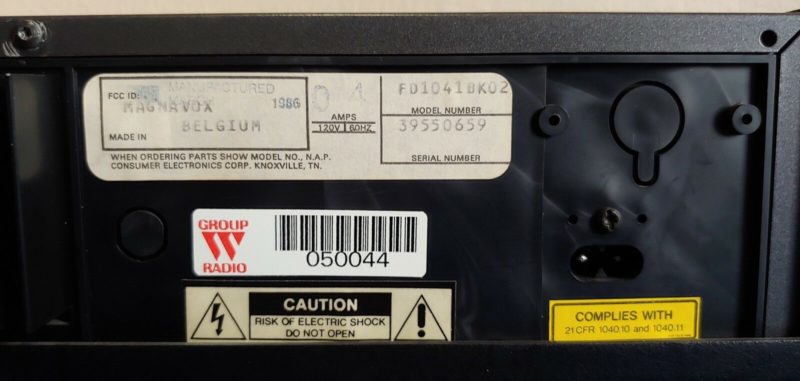 MANUFACTURED
FCC ID:
MAGNAVOX 1986
MADE IN BELGIUM
AMPS
120V 60HZ
FD1041BK02
MODEL NUMBER
39550659
SERIAL NUMBER
WHEN ORDERING PARTS SHOW MODEL NO., N.A.P.
CONSUMER ELECTRONICS CORP. KNOXVILLE, TN.
GROUP
W
RADIO
050044
CAUTION
RISK OF ELECTRIC SHOCK
DO NOT OPEN
COMPLIES WITH
21 CFR 1040.10 and 1040.11